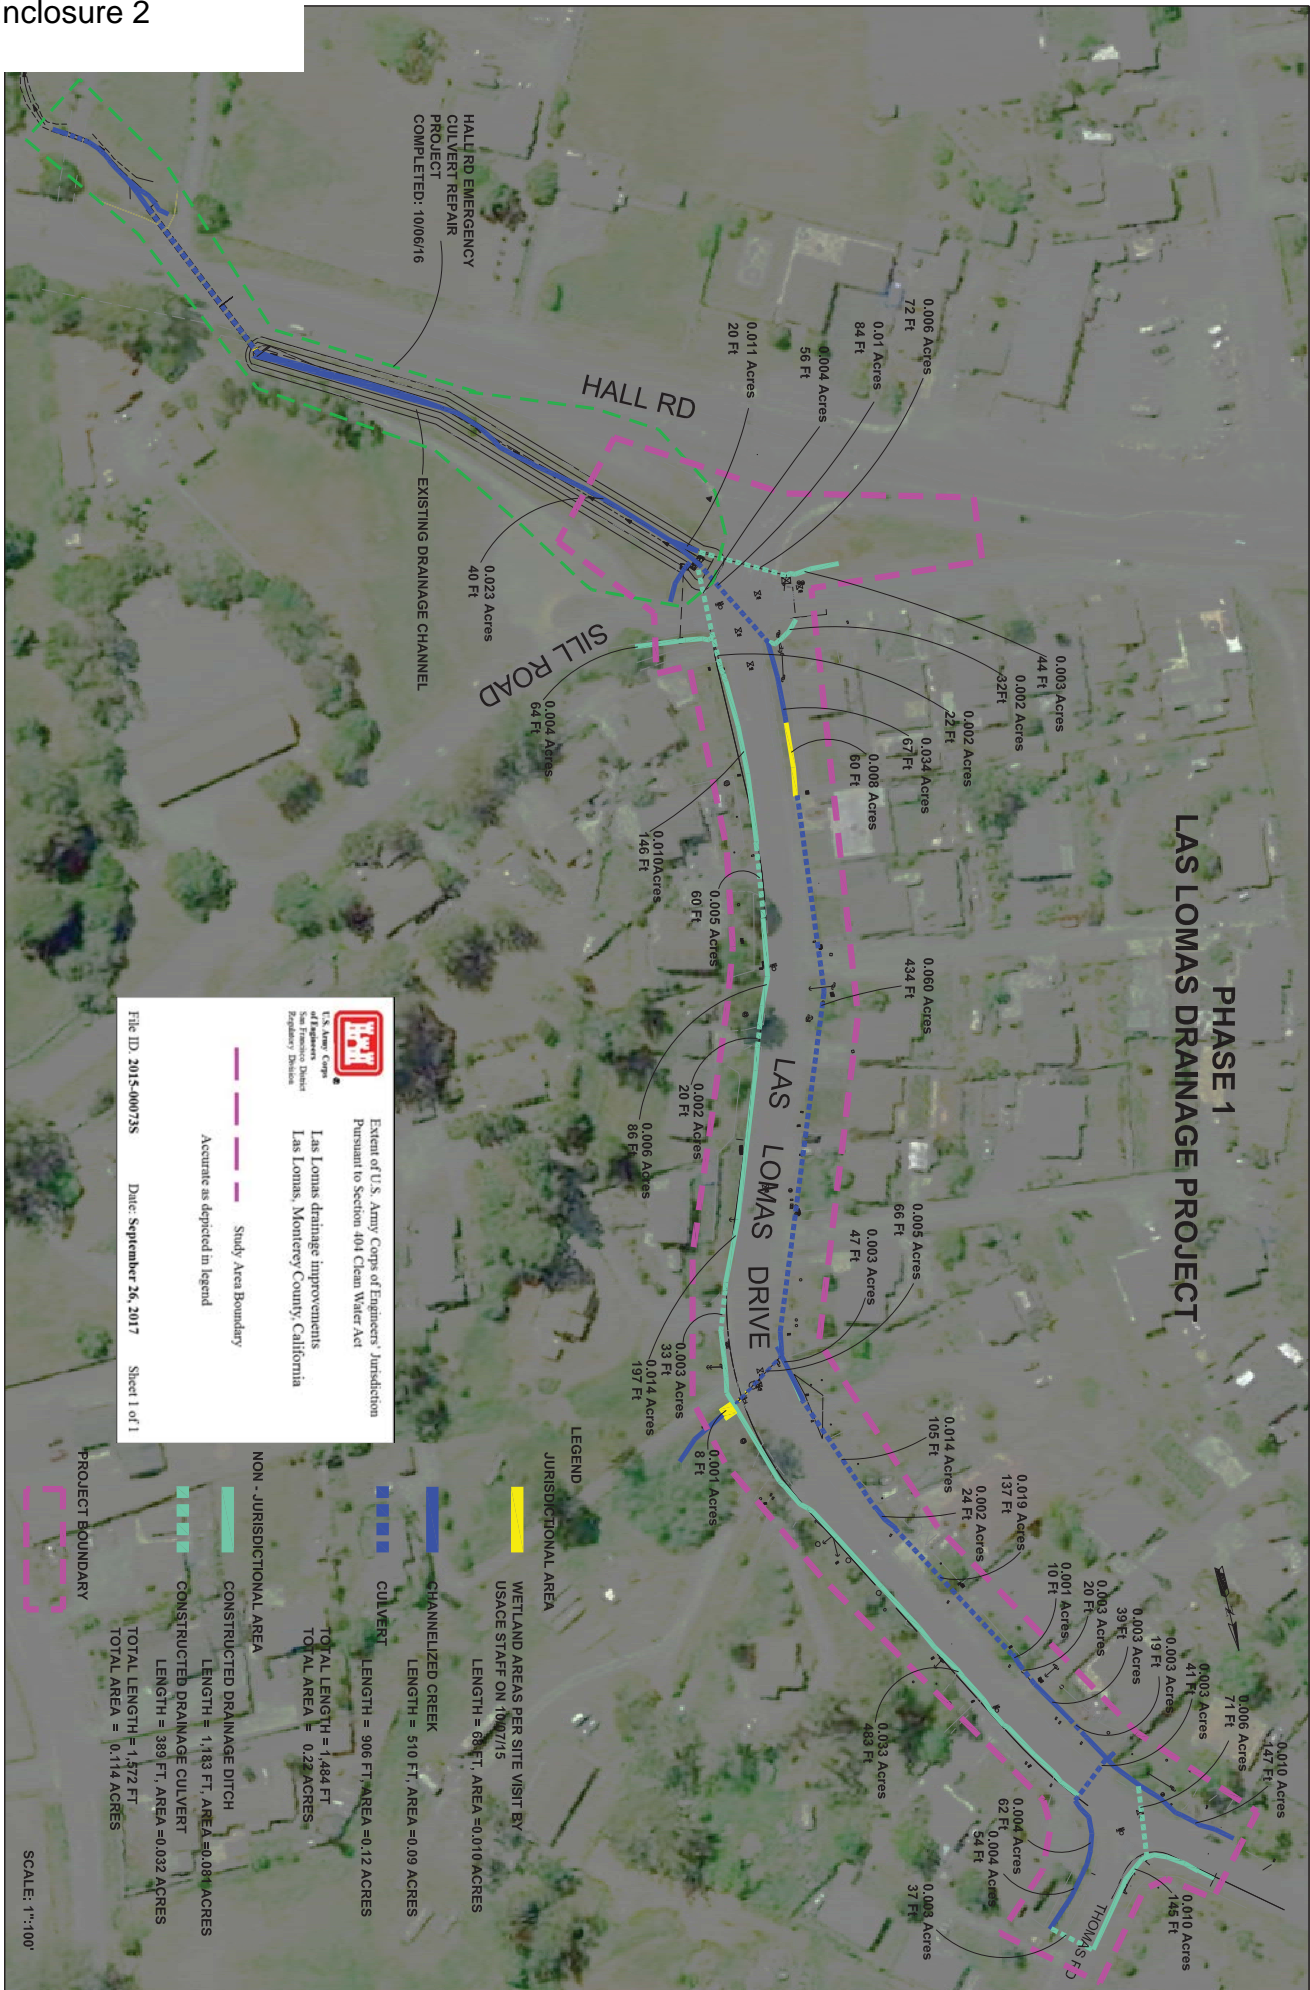 nclosure 2
PHASE 1
LAS LOMAS DRAINAGE PROJECT
HALL RD EMERGENCY
CULVERT REPAIR
PROJECT
COMPLETED: 10/06/16
HALL RD
EXISTING DRAINAGE CHANNEL
SILL ROAD
LAS LOMAS DRIVE
0.006 Acres
72 Ft
0.01 Acres
84 Ft
0.004 Acres
56 Ft
0.011 Acres
20 Ft
0.023 Acres
40 Ft
0.003 Acres
44 Ft
0.002 Acres
32Ft
0.002 Acres
22 Ft
0.034 Acres
67 Ft
0.008 Acres
60 Ft
0.004 Acres
64 Ft
0.010 Acres
146 Ft
0.005 Acres
60 Ft
0.060 Acres
434 Ft
0.002 Acres
20 Ft
0.006 Acres
86 Ft
0.005 Acres
66 Ft
0.003 Acres
47 Ft
0.003 Acres
33 Ft
0.014 Acres
197 Ft
0.001 Acres
8 Ft
0.014 Acres
105 Ft
0.019 Acres
137 Ft
0.002 Acres
24 Ft
0.001 Acres
10 Ft
0.003 Acres
20 Ft
0.003 Acres
39 Ft
0.003 Acres
19 Ft
0.003 Acres
41 Ft
0.006 Acres
71 Ft
0.010 Acres
147 Ft
0.033 Acres
483 Ft
0.004 Acres
62 Ft
0.004 Acres
54 Ft
0.003 Acres
37 Ft
0.010 Acres
145 Ft
THOMAS
U.S. Army Corps
of Engineers
San Francisco District
Regulatory Division
Extent of U.S. Army Corps of Engineers' Jurisdiction
Pursuant to Section 404 Clean Water Act
Las Lomas drainage improvements
Las Lomas, Monterey County, California
Study Area Boundary
Accurate as depicted in legend
File ID. 2015-00073S Date: September 26, 2017 Sheet 1 of 1
LEGEND
JURISDICTIONAL AREA
WETLAND AREAS PER SITE VISIT BY
USACE STAFF ON 10/07/15
LENGTH = 68 FT, AREA =0.010 ACRES
CHANNELIZED CREEK
LENGTH = 510 FT, AREA =0.09 ACRES
CULVERT
LENGTH = 906 FT, AREA =0.12 ACRES
TOTAL LENGTH = 1,484 FT
TOTAL AREA = 0.22 ACRES
NON - JURISDICTIONAL AREA
CONSTRUCTED DRAINAGE DITCH
LENGTH = 1,183 FT, AREA =0.081 ACRES
CONSTRUCTED DRAINAGE CULVERT
LENGTH = 389 FT, AREA =0.032 ACRES
TOTAL LENGTH = 1,572 FT
TOTAL AREA = 0.114 ACRES
PROJECT BOUNDARY
SCALE: 1":100'